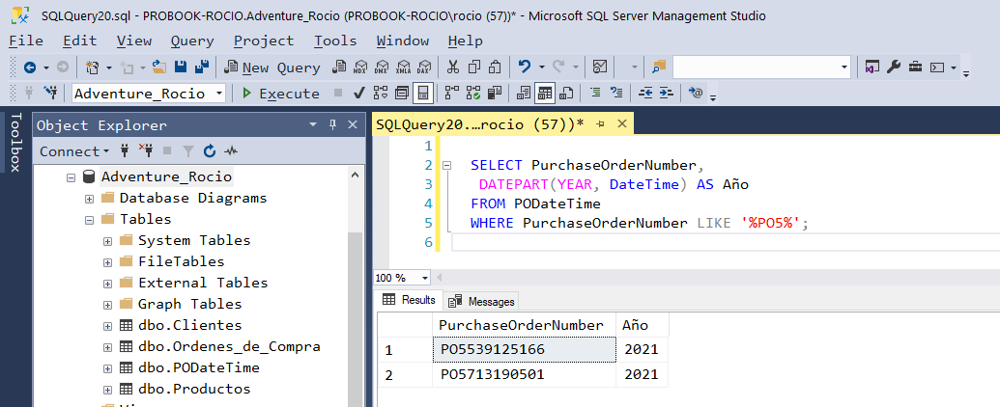 SQLQuery20.sql - PROBOOK-ROCIO.Adventure_Rocio (PROBOOK-ROCIO\rocio (57))* - Microsoft SQL Server Management Studio
File Edit View Query Project Tools Window Help
New Query MDX DMX XMLA DAX
Adventure_Rocio Execute
Toolbox
Object Explorer
Connect
Adventure_Rocio
Database Diagrams
Tables
System Tables
FileTables
External Tables
Graph Tables
dbo.Clientes
dbo.Ordenes_de_Compra
dbo.PODateTime
dbo.Productos
SQLQuery20....rocio (57))*
1
2 SELECT PurchaseOrderNumber,
3 DATEPART(YEAR, DateTime) AS Año
4 FROM PODateTime
5 WHERE PurchaseOrderNumber LIKE '%PO5%';
6
100 %
Results Messages
PurchaseOrderNumber Año
1 PO5539125166 2021
2 PO5713190501 2021